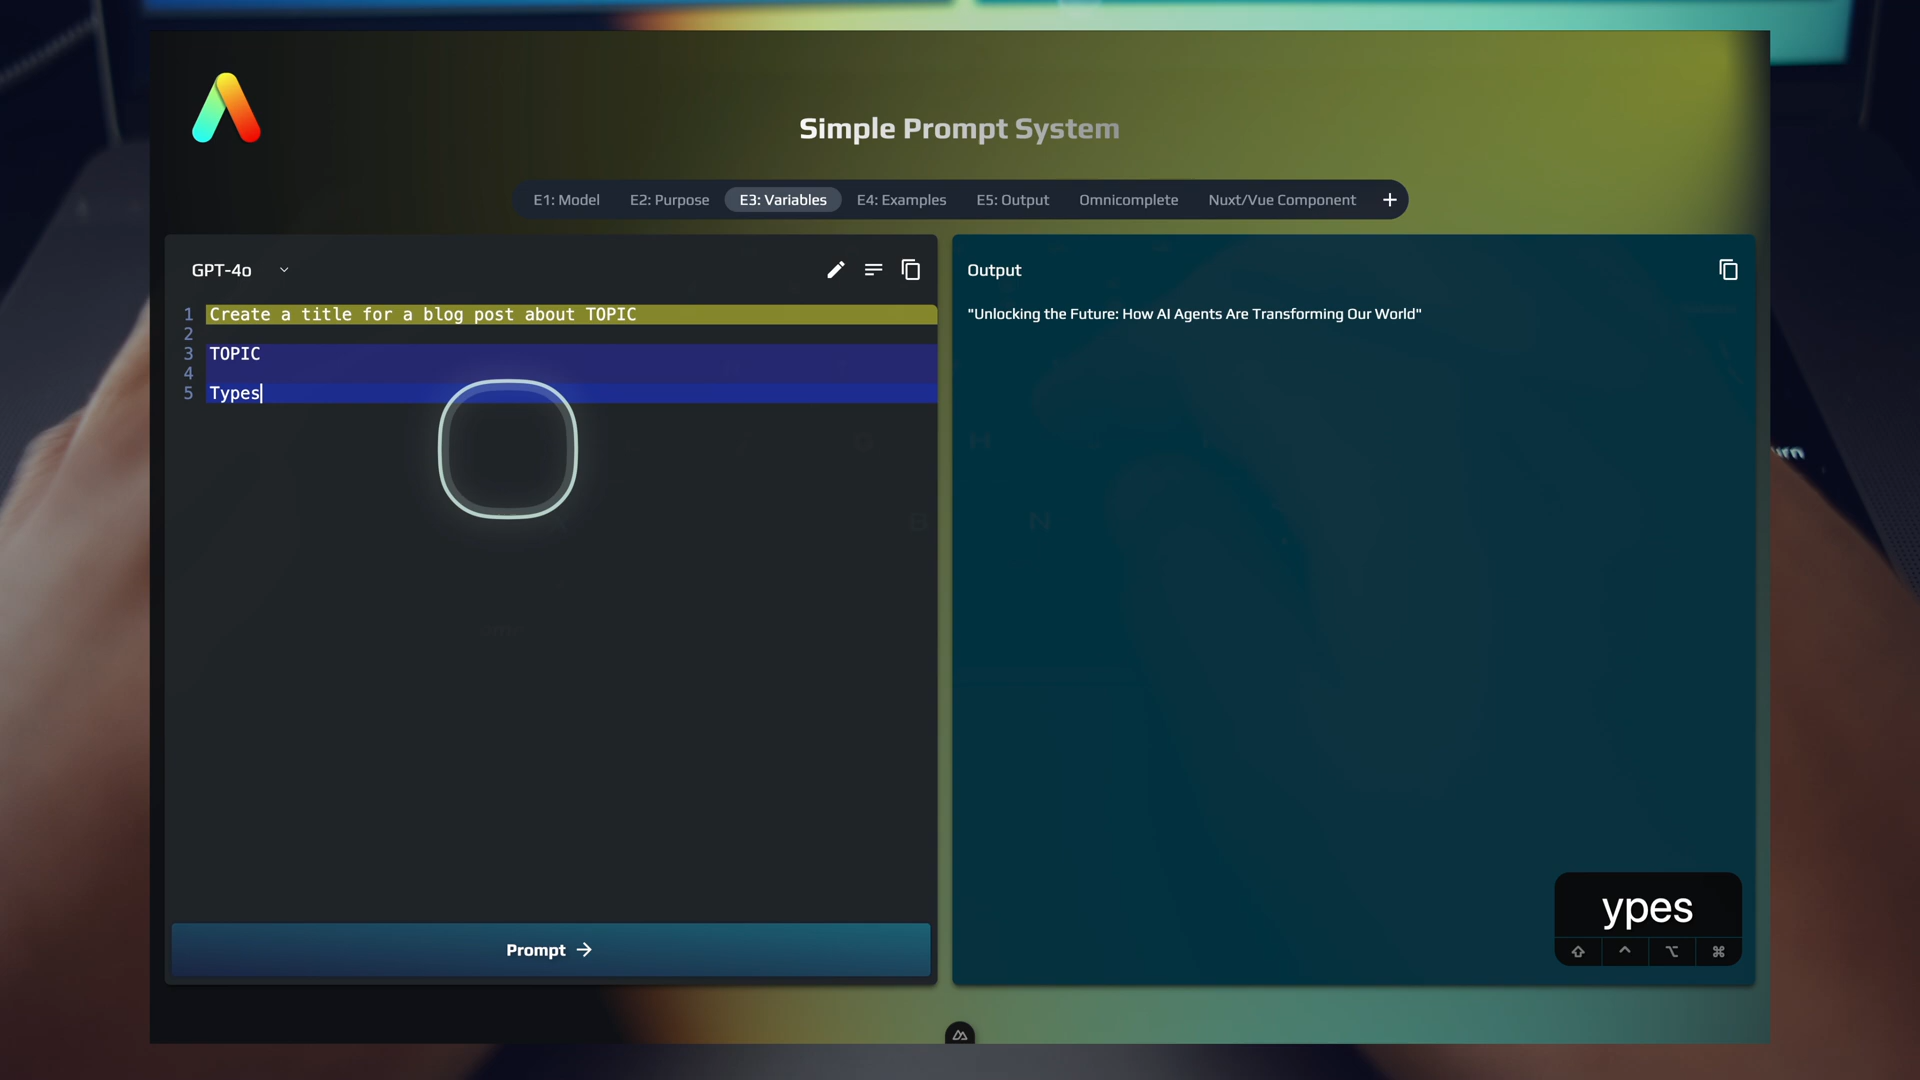 Simple Prompt System
E1: Model E2: Purpose E3: Variables E4: Examples E5: Output Omnicomplete Nuxt/Vue Component +
GPT-4o
1 Create a title for a blog post about TOPIC
2
3 TOPIC
4
5 Types
Prompt →
Output
"Unlocking the Future: How AI Agents Are Transforming Our World"
ypes
⇧ ⌃ ⌥ ⌘